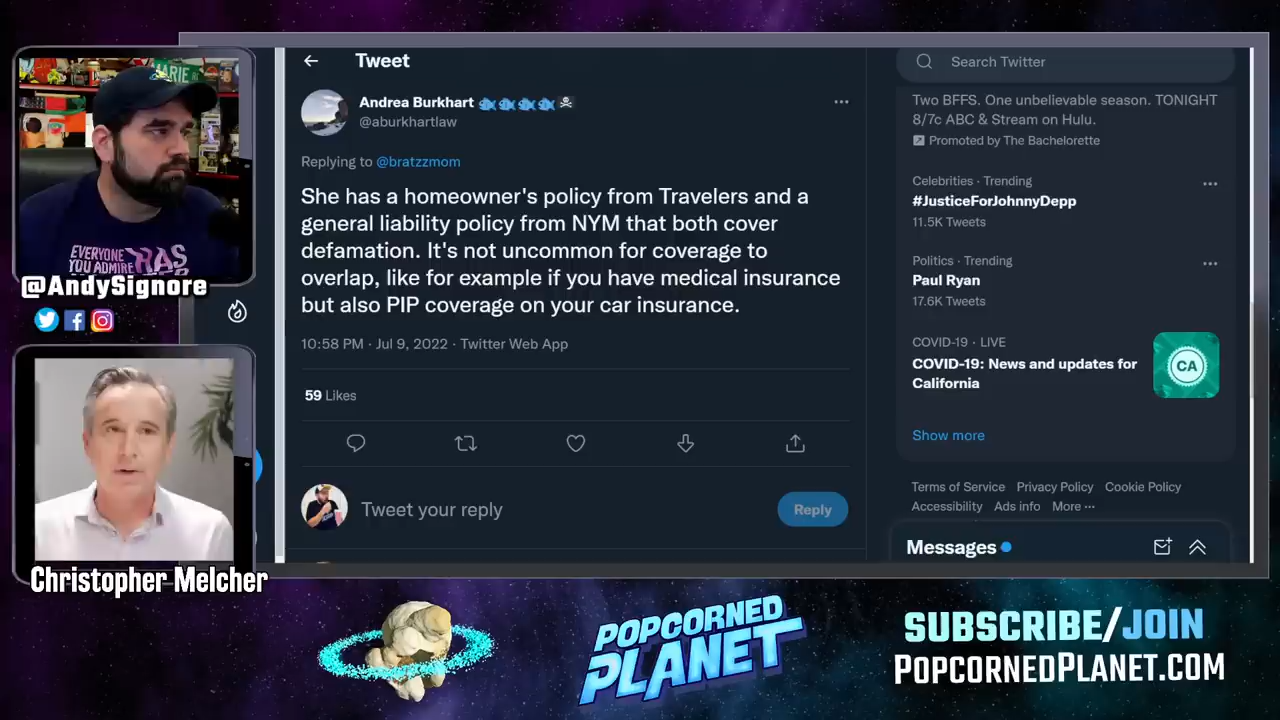 MARIE
EVERYONE
YOU ADMIRE
HAS
@AndySignore
Christopher Melcher
Tweet
Andrea Burkhart
@aburkhartlaw
Replying to @bratzzmom
She has a homeowner's policy from Travelers and a
general liability policy from NYM that both cover
defamation. It's not uncommon for coverage to
overlap, like for example if you have medical insurance
but also PIP coverage on your car insurance.
10:58 PM · Jul 9, 2022 · Twitter Web App
59 Likes
Tweet your reply
Reply
Search Twitter
Two BFFS. One unbelievable season. TONIGHT
8/7c ABC & Stream on Hulu.
Promoted by The Bachelorette
Celebrities · Trending
#JusticeForJohnnyDepp
11.5K Tweets
Politics · Trending
Paul Ryan
17.6K Tweets
COVID-19 · LIVE
COVID-19: News and updates for
California
CA
Show more
Terms of Service Privacy Policy Cookie Policy
Accessibility Ads info More ···
Messages
POPCORNED
PLANET
SUBSCRIBE/JOIN
POPCORNEDPLANET.COM